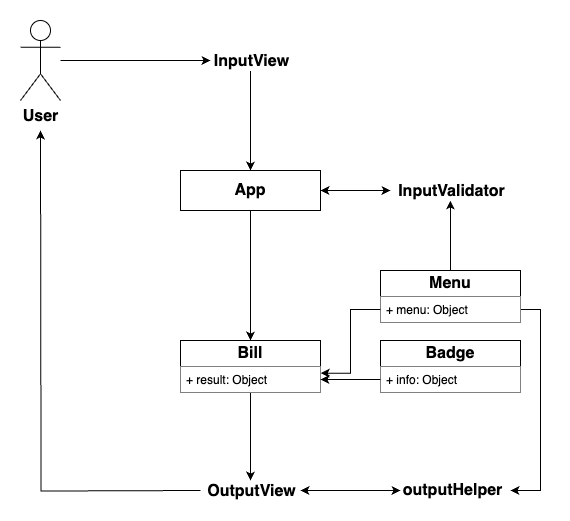 InputView
User
App
InputValidator
Menu
+ menu: Object
Bill
+ result: Object
Badge
+ info: Object
OutputView
outputHelper